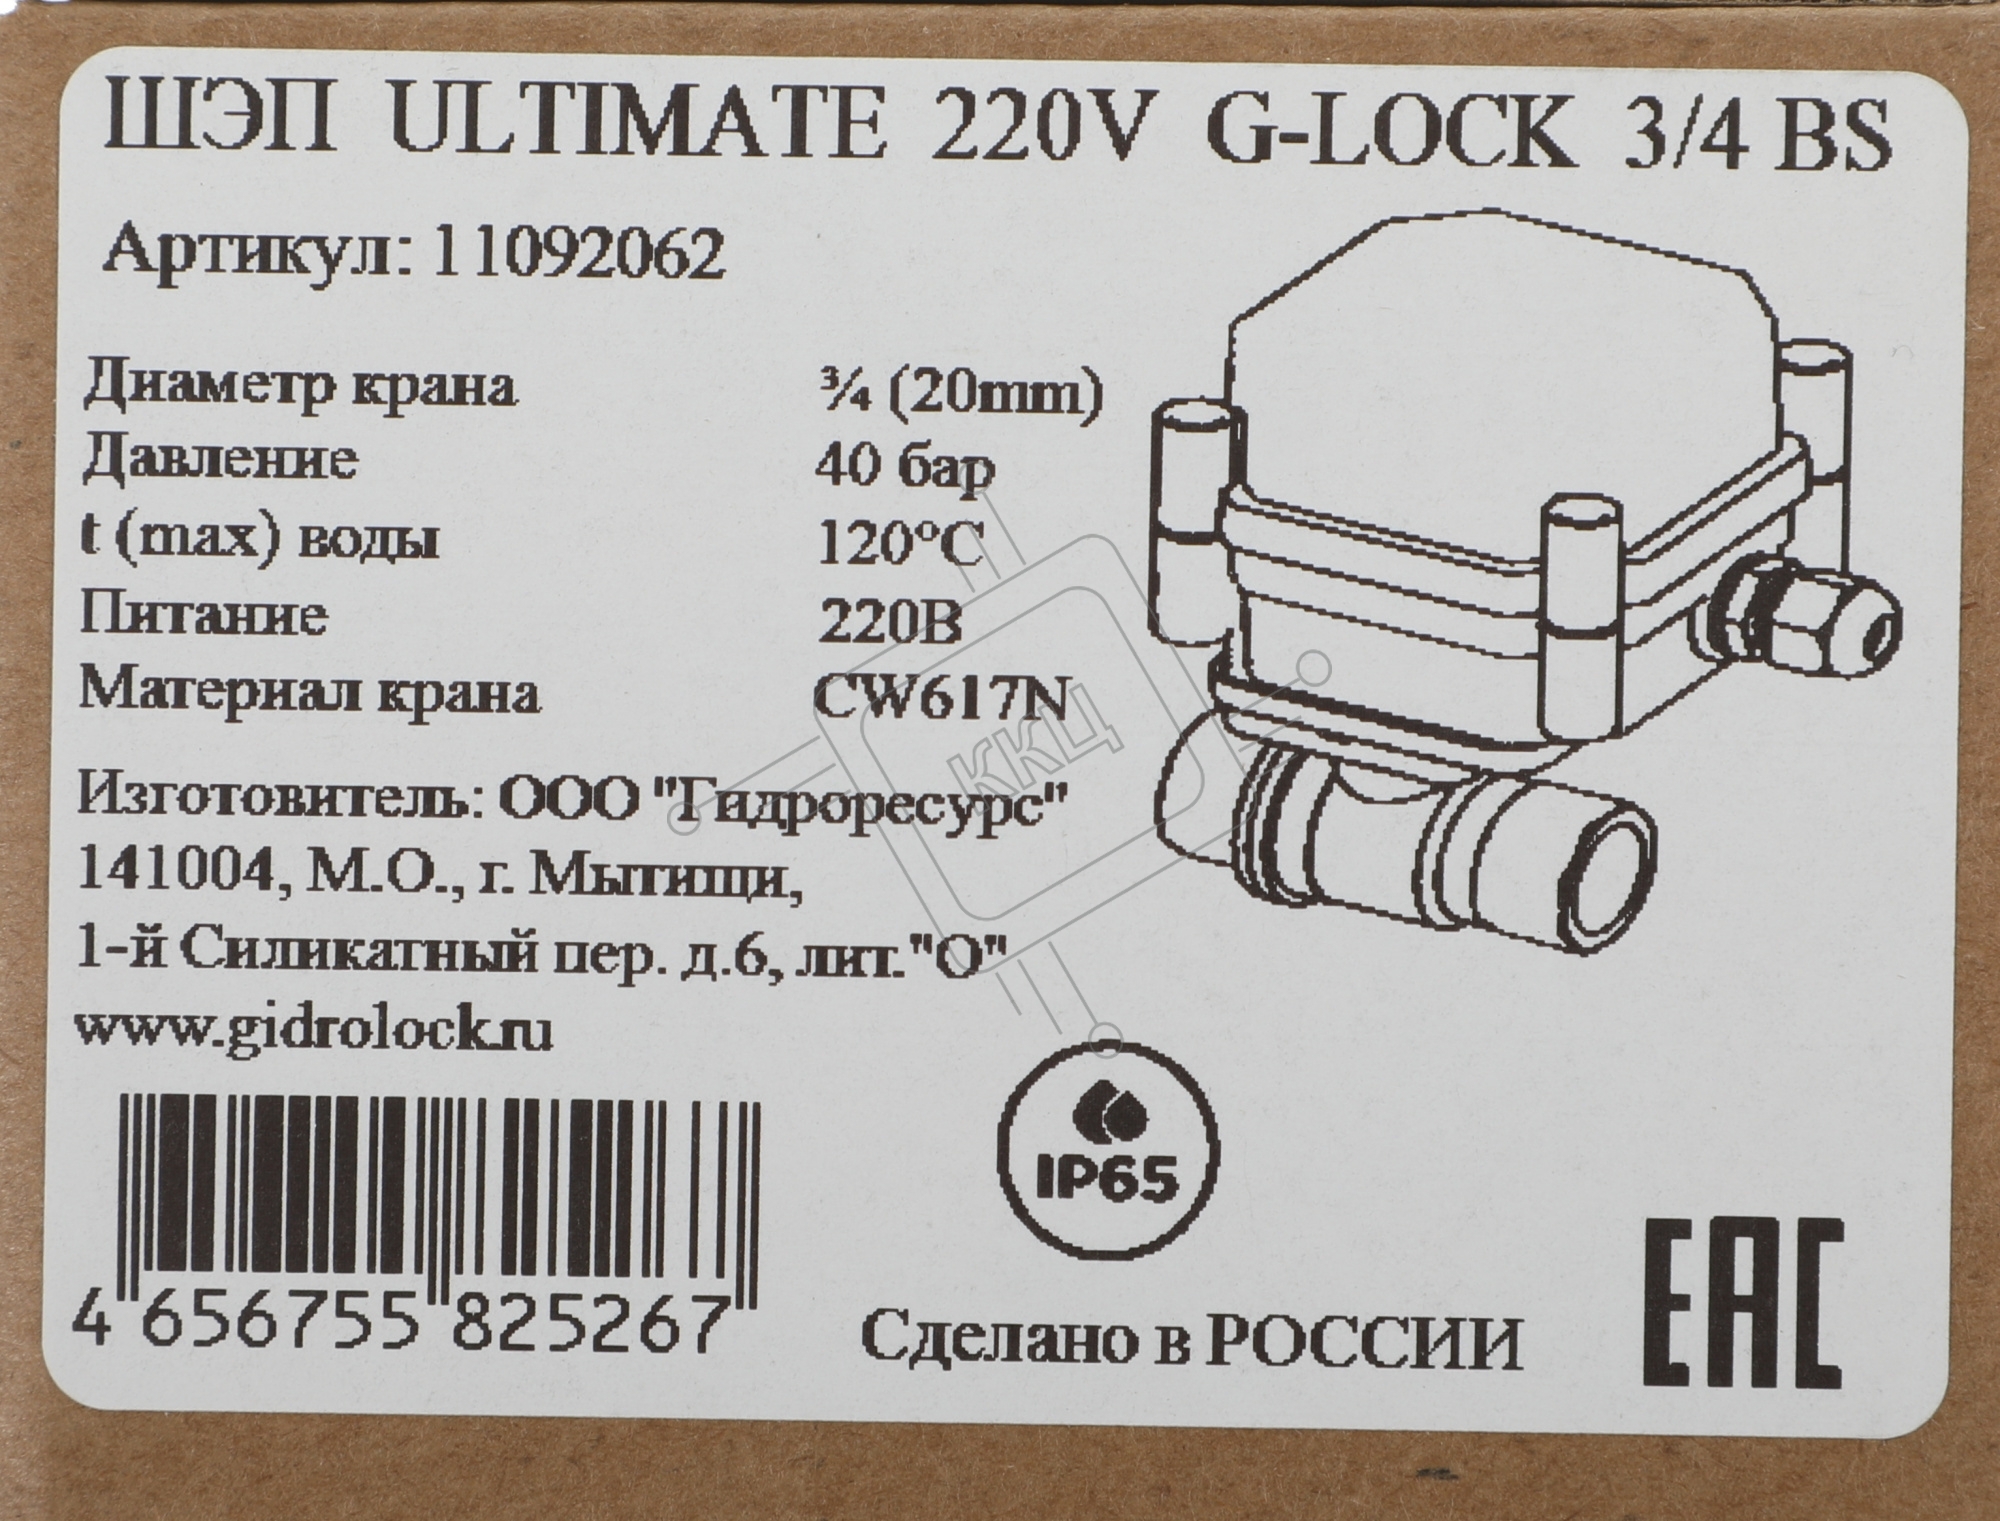 ШЭП ULTIMATE 220V G-LOCK 3/4 BS
Артикул: 11092062
Диаметр крана ¾ (20mm)
Давление 40 бар
t (max) воды 120°C
Питание 220В
Материал крана CW617N
Изготовитель: ООО "Гидроресурс"
141004, М.О., г. Мытищи,
1-й Силикатный пер. д.6, лит."О"
www.gidrolock.ru
ККЦ
IP65
4 656755 825267
Сделано в РОССИИ
EAC